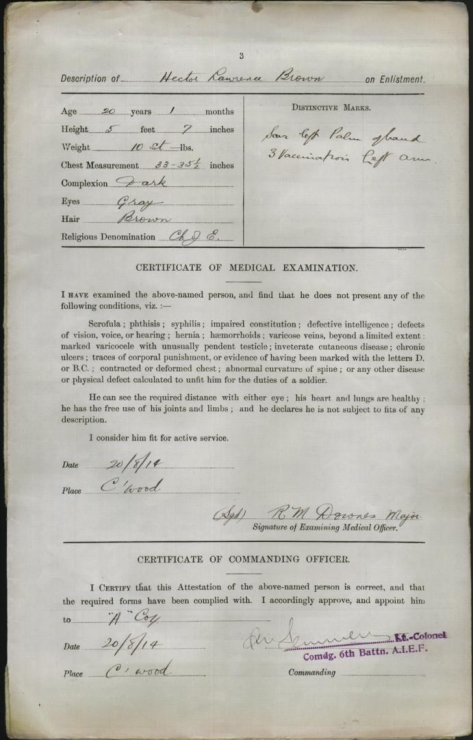 3
Description of Hector Lawrence Brown on Enlistment.
Age 20 years 1 months
Height 5 feet 7 inches
Weight 10 st lbs.
Chest Measurement 33-35½ inches
Complexion Dark
Eyes Gray
Hair Brown
Religious Denomination Ch of E.
DISTINCTIVE MARKS.
Scar left Palm of hand
3 Vaccinations left arm
CERTIFICATE OF MEDICAL EXAMINATION.
I HAVE examined the above-named person, and find that he does not present any of the
following conditions, viz. :—
Scrofula ; phthisis ; syphilis ; impaired constitution ; defective intelligence ; defects
of vision, voice, or hearing ; hernia ; hæmorrhoids ; varicose veins, beyond a limited extent ;
marked varicocele with unusually pendent testicle ; inveterate cutaneous disease ; chronic
ulcers ; traces of corporal punishment, or evidence of having been marked with the letters D.
or B.C. ; contracted or deformed chest ; abnormal curvature of spine ; or any other disease
or physical defect calculated to unfit him for the duties of a soldier.
He can see the required distance with either eye ; his heart and lungs are healthy ;
he has the free use of his joints and limbs ; and he declares he is not subject to fits of any
description.
I consider him fit for active service.
Date 20/8/14
Place C'wood
(Sgd) R M Downes Major
Signature of Examining Medical Officer.
CERTIFICATE OF COMMANDING OFFICER.
I CERTIFY that this Attestation of the above-named person is correct, and that
the required forms have been complied with. I accordingly approve, and appoint him
to "A" Coy
Date 20/8/14
Lt.-Colonel
Comdg. 6th Battn. A.I.E.F.
Place C'wood
Commanding